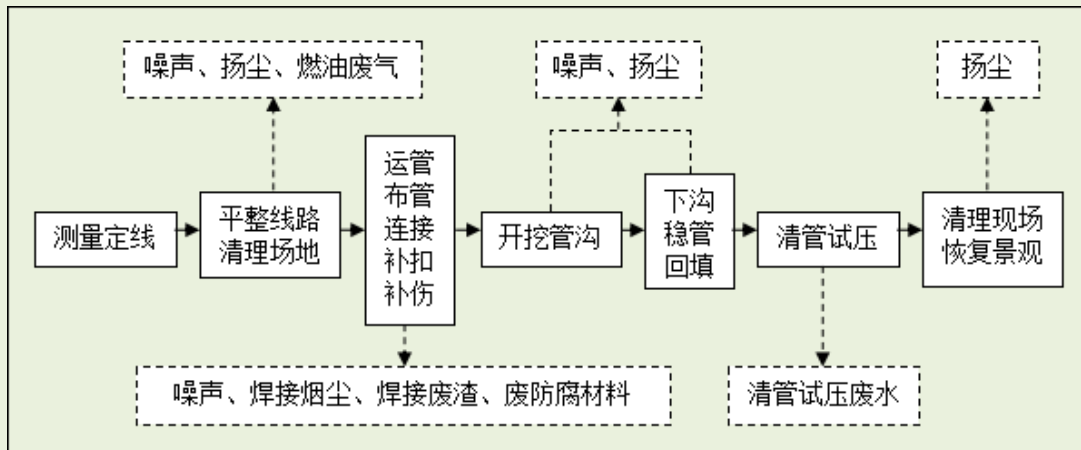 噪声、扬尘、燃油废气
噪声、扬尘
扬尘
测量定线
平整线路
清理场地
运管
布管
连接
补扣
补伤
开挖管沟
下沟
稳管
回填
清管试压
清理现场
恢复景观
噪声、焊接烟尘、焊接废渣、废防腐材料
清管试压废水